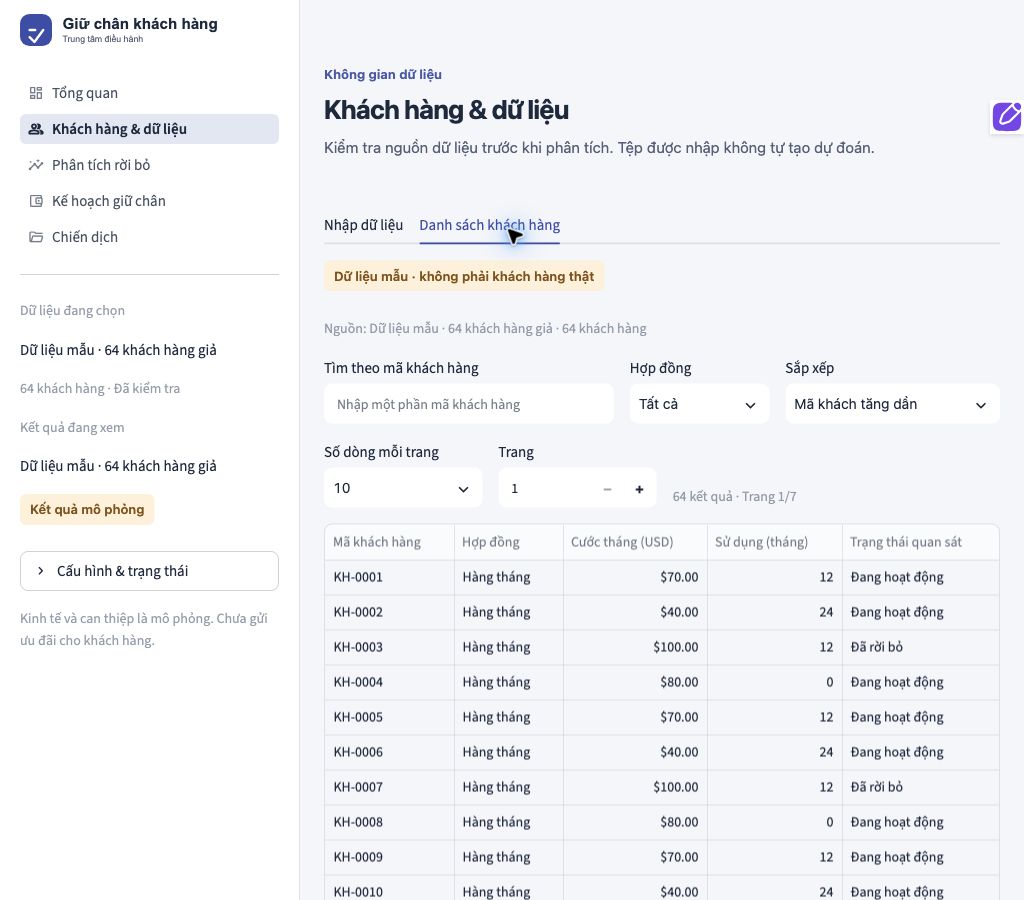 Giữ chân khách hàng
Trung tâm điều hành
Tổng quan
Khách hàng & dữ liệu
Phân tích rời bỏ
Kế hoạch giữ chân
Chiến dịch
Dữ liệu đang chọn
Dữ liệu mẫu · 64 khách hàng giả
64 khách hàng · Đã kiểm tra
Kết quả đang xem
Dữ liệu mẫu · 64 khách hàng giả
Kết quả mô phỏng
Cấu hình & trạng thái
Kinh tế và can thiệp là mô phỏng. Chưa gửi
ưu đãi cho khách hàng.
Không gian dữ liệu
Khách hàng & dữ liệu
Kiểm tra nguồn dữ liệu trước khi phân tích. Tệp được nhập không tự tạo dự đoán.
Nhập dữ liệu Danh sách khách hàng
Dữ liệu mẫu · không phải khách hàng thật
Nguồn: Dữ liệu mẫu · 64 khách hàng giả · 64 khách hàng
Tìm theo mã khách hàng Hợp đồng Sắp xếp
Nhập một phần mã khách hàng Tất cả Mã khách tăng dần
Số dòng mỗi trang Trang
10 1 − + 64 kết quả · Trang 1/7
Mã khách hàng Hợp đồng Cước tháng (USD) Sử dụng (tháng) Trạng thái quan sát
KH-0001 Hàng tháng $70.00 12 Đang hoạt động
KH-0002 Hàng tháng $40.00 24 Đang hoạt động
KH-0003 Hàng tháng $100.00 12 Đã rời bỏ
KH-0004 Hàng tháng $80.00 0 Đang hoạt động
KH-0005 Hàng tháng $70.00 12 Đang hoạt động
KH-0006 Hàng tháng $40.00 24 Đang hoạt động
KH-0007 Hàng tháng $100.00 12 Đã rời bỏ
KH-0008 Hàng tháng $80.00 0 Đang hoạt động
KH-0009 Hàng tháng $70.00 12 Đang hoạt động
KH-0010 Hàng tháng $40.00 24 Đang hoạt động